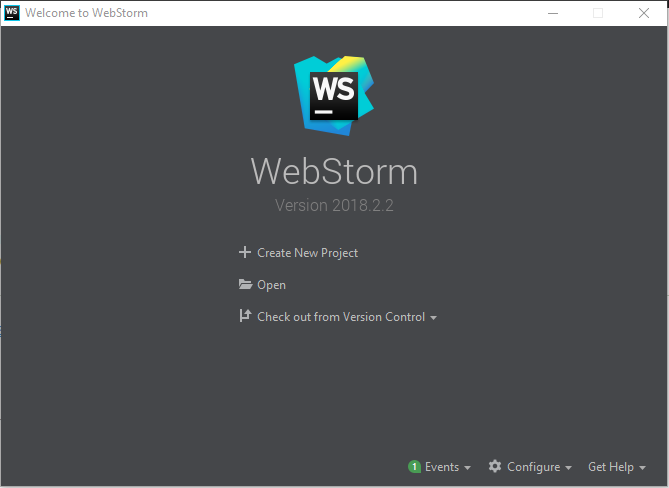 WS Welcome to WebStorm
WS
WebStorm
Version 2018.2.2
Create New Project
Open
Check out from Version Control
1 Events Configure Get Help